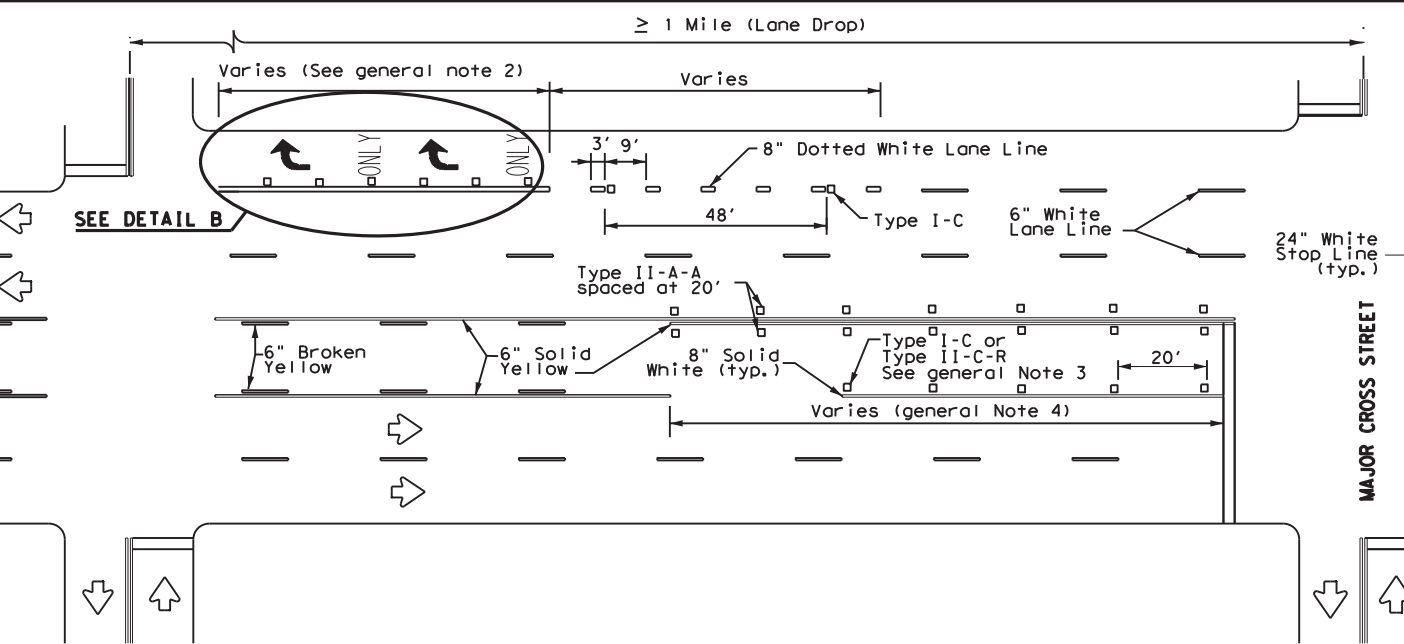 ≥ 1 Mile (Lane Drop)
Varies (See general note 2)
Varies
ONLY
ONLY
3' 9'
8" Dotted White Lane Line
SEE DETAIL B
48'
Type I-C
6" White
Lane Line
24" White
Stop Line
(typ.)
Type II-A-A
spaced at 20'
6" Broken
Yellow
6" Solid
Yellow
8" Solid
White (typ.)
Type I-C or
Type II-C-R
See general Note 3
20'
Varies (general Note 4)
MAJOR CROSS STREET